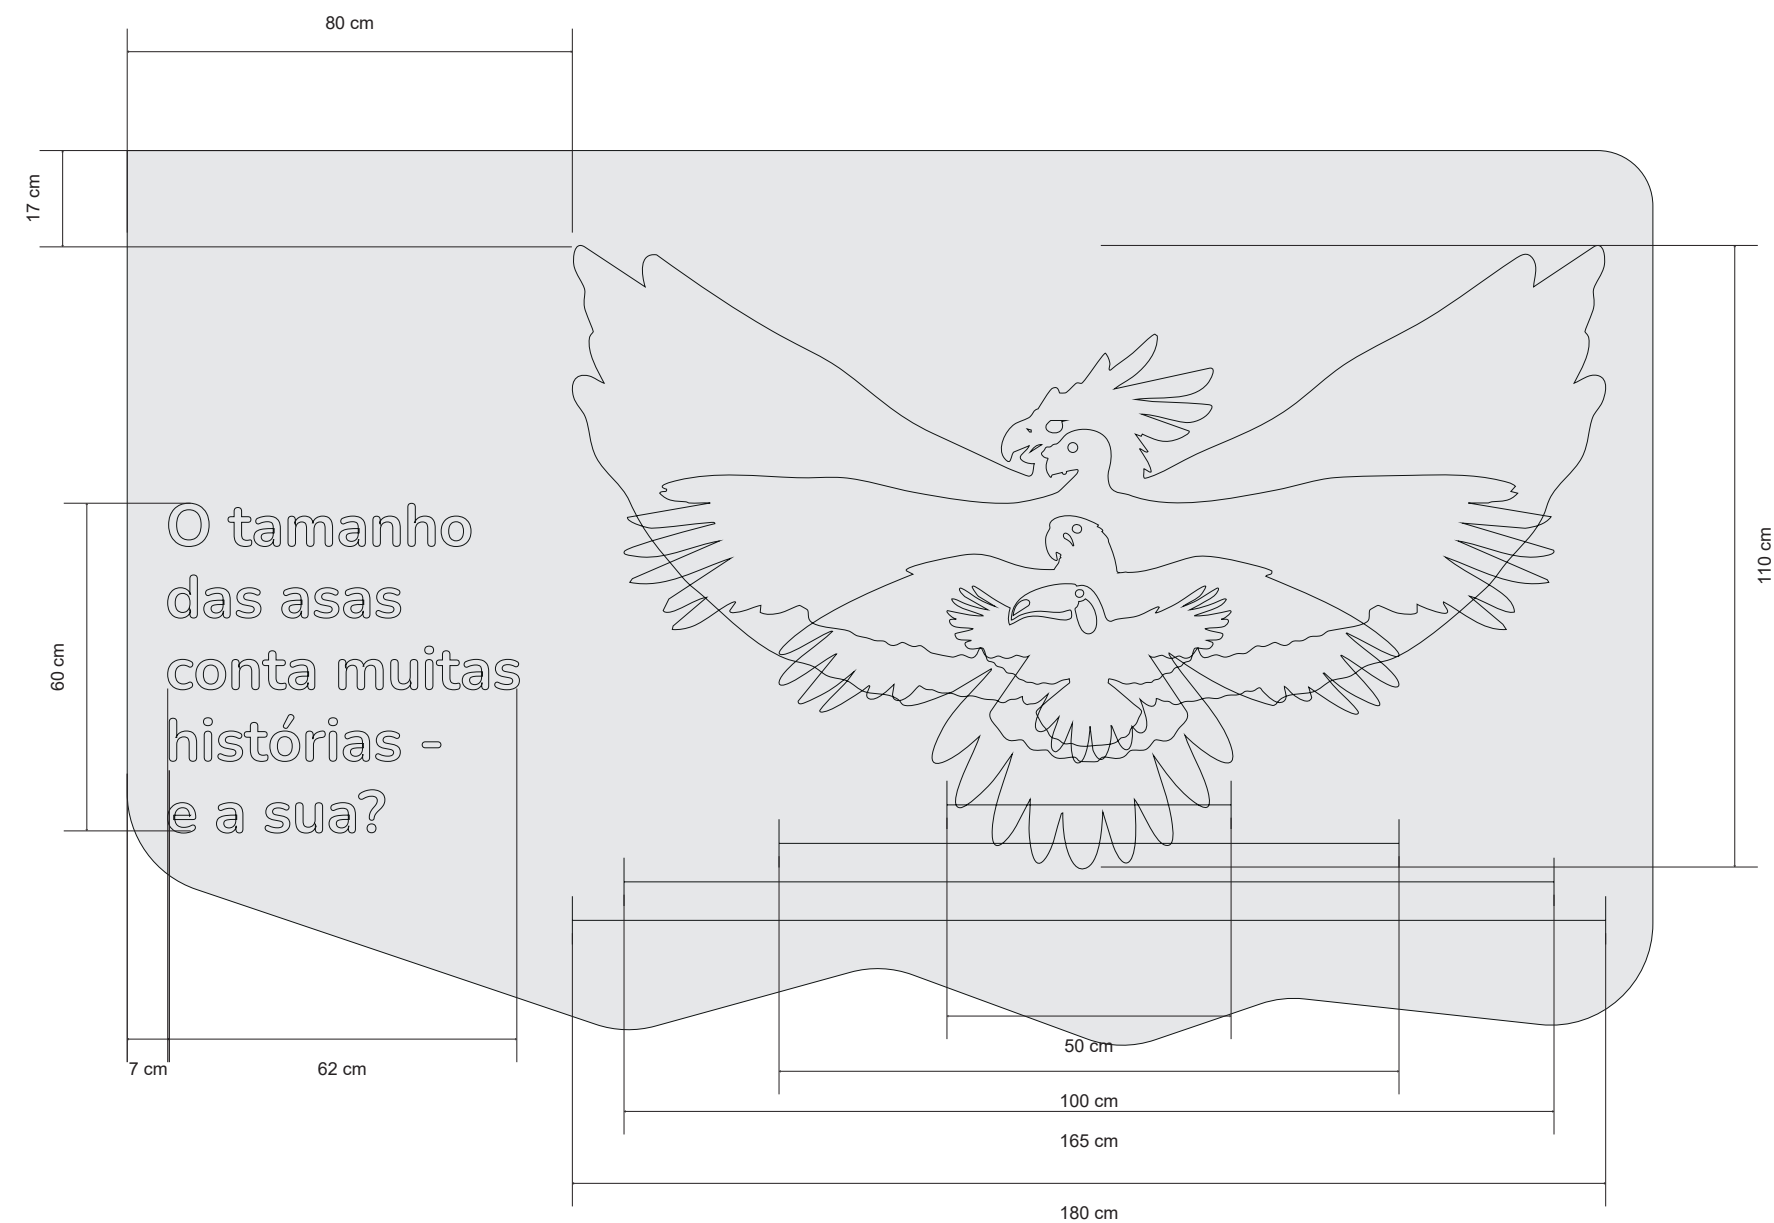 80 cm
17 cm
O tamanho
das asas
conta muitas
histórias -
e a sua?
60 cm
110 cm
7 cm
62 cm
50 cm
100 cm
165 cm
180 cm